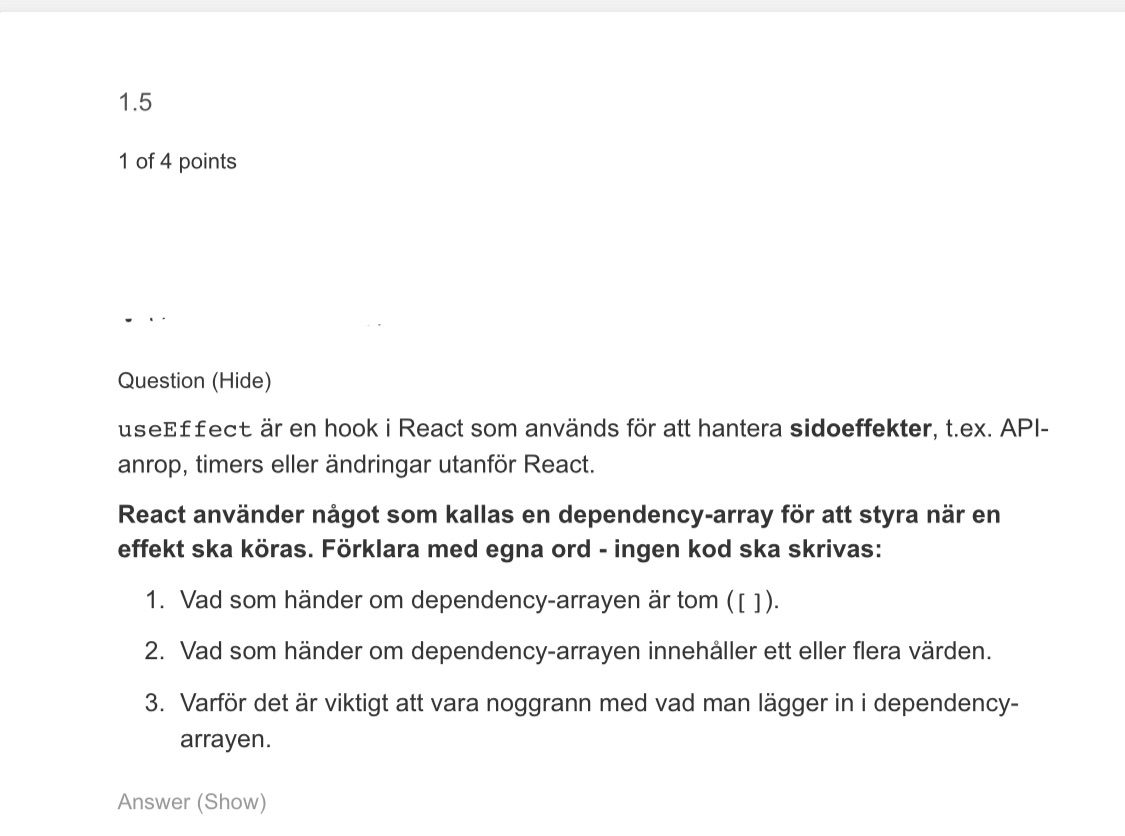 1.5
1 of 4 points
Question (Hide)
useEffect är en hook i React som används för att hantera sidoeffekter, t.ex. API-
anrop, timers eller ändringar utanför React.
React använder något som kallas en dependency-array för att styra när en
effekt ska köras. Förklara med egna ord - ingen kod ska skrivas:
1. Vad som händer om dependency-arrayen är tom ([ ]).
2. Vad som händer om dependency-arrayen innehåller ett eller flera värden.
3. Varför det är viktigt att vara noggrann med vad man lägger in i dependency-
arrayen.
Answer (Show)